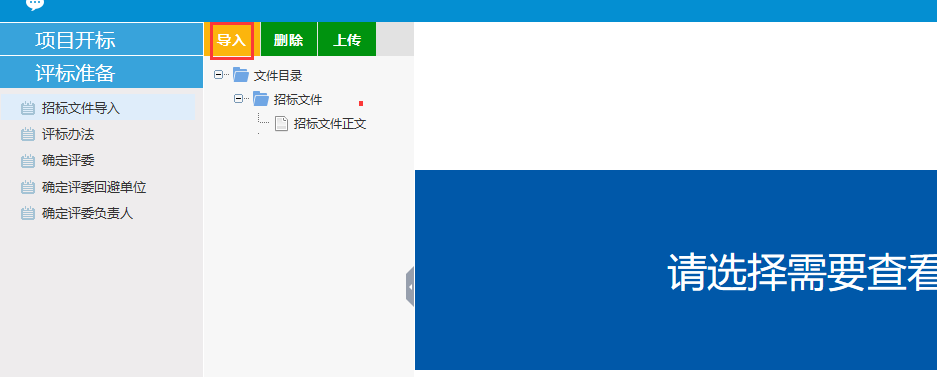 项目开标
评标准备
招标文件导入
评标办法
确定评委
确定评委回避单位
确定评委负责人
导入 删除 上传
文件目录
招标文件
招标文件正文
请选择需要查看